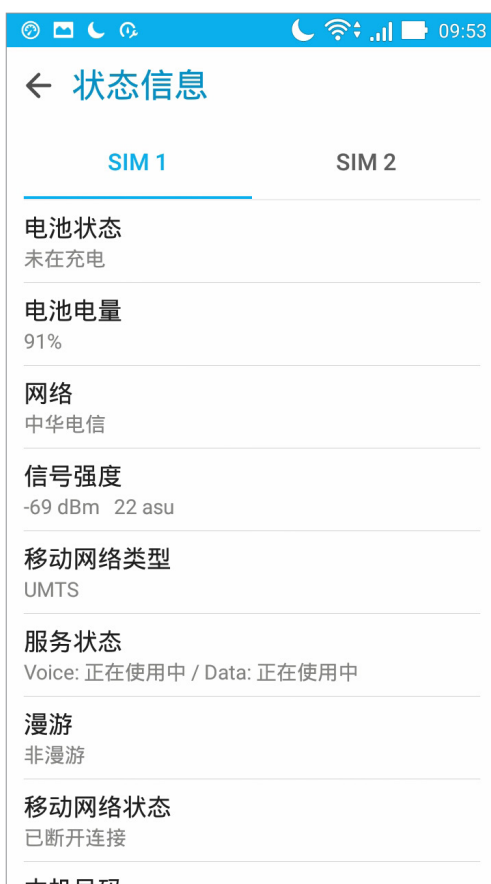 09:53
状态信息
SIM 1
SIM 2
电池状态
未在充电
电池电量
91%
网络
中华电信
信号强度
-69 dBm 22 asu
移动网络类型
UMTS
服务状态
Voice: 正在使用中 / Data: 正在使用中
漫游
非漫游
移动网络状态
已断开连接